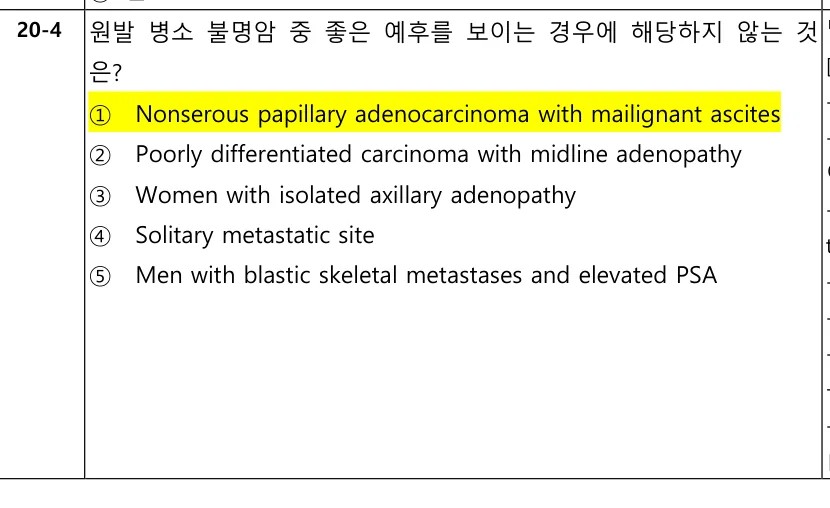 20-4
원발 병소 불명암 중 좋은 예후를 보이는 경우에 해당하지 않는 것
은?
① Nonserous papillary adenocarcinoma with mailignant ascites
② Poorly differentiated carcinoma with midline adenopathy
③ Women with isolated axillary adenopathy
④ Solitary metastatic site
⑤ Men with blastic skeletal metastases and elevated PSA